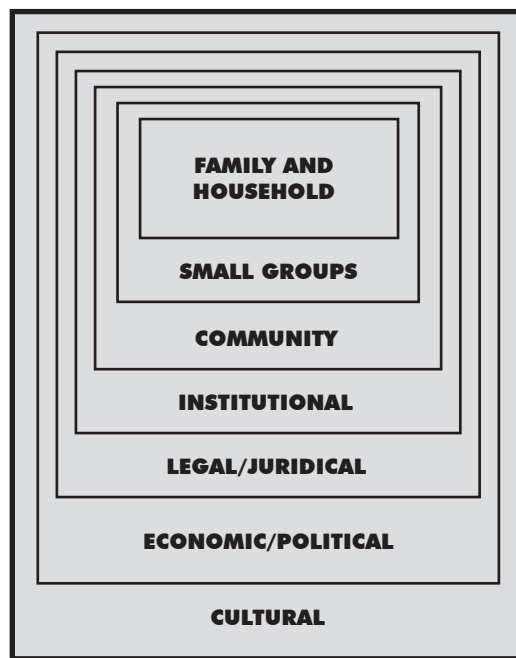 FAMILY AND
HOUSEHOLD
SMALL GROUPS
COMMUNITY
INSTITUTIONAL
LEGAL/JURIDICAL
ECONOMIC/POLITICAL
CULTURAL